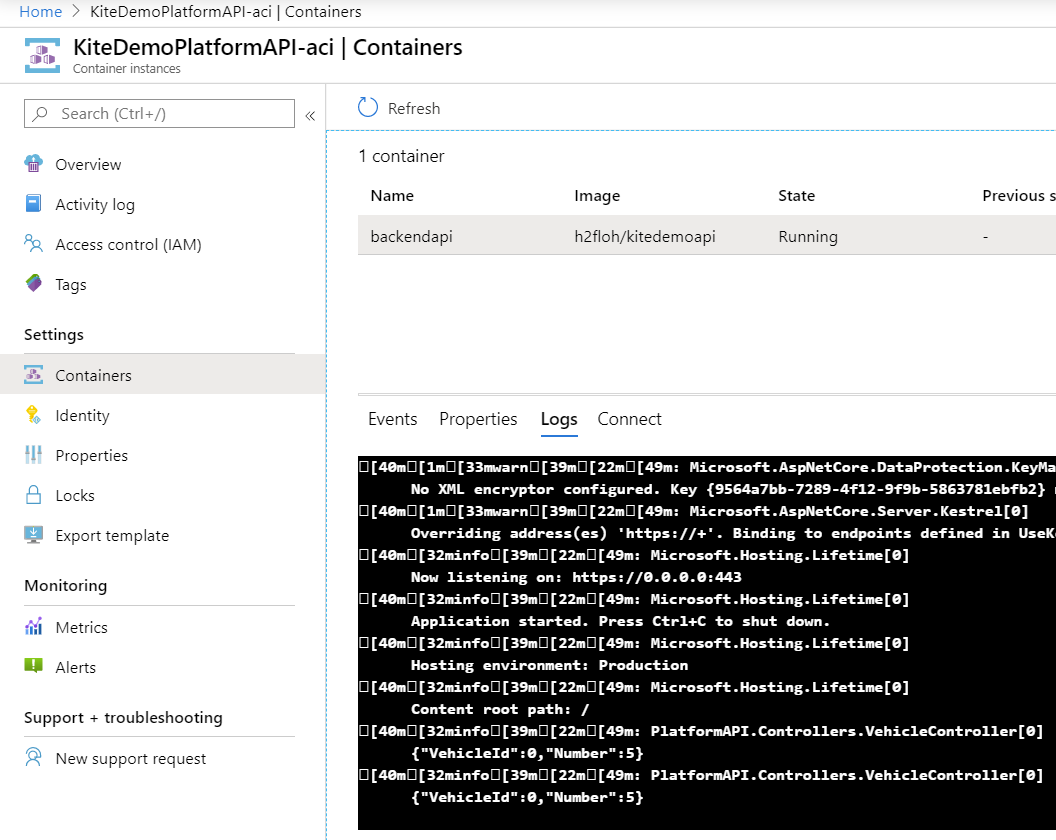 Home > KiteDemoPlatformAPI-aci | Containers
KiteDemoPlatformAPI-aci | Containers
Container instances
Search (Ctrl+/)
«
Overview
Activity log
Access control (IAM)
Tags
Settings
Containers
Identity
Properties
Locks
Export template
Monitoring
Metrics
Alerts
Support + troubleshooting
New support request
Refresh
1 container
Name Image State Previous s
backendapi h2floh/kitedemoapi Running -
Events Properties Logs Connect
□[40m□[1m□[33mwarn□[39m□[22m□[49m: Microsoft.AspNetCore.DataProtection.KeyMa
No XML encryptor configured. Key {9564a7bb-7289-4f12-9f9b-5863781ebfb2}
□[40m□[1m□[33mwarn□[39m□[22m□[49m: Microsoft.AspNetCore.Server.Kestrel[0]
Overriding address(es) 'https://+'. Binding to endpoints defined in UseK
□[40m□[32minfo□[39m□[22m□[49m: Microsoft.Hosting.Lifetime[0]
Now listening on: https://0.0.0.0:443
□[40m□[32minfo□[39m□[22m□[49m: Microsoft.Hosting.Lifetime[0]
Application started. Press Ctrl+C to shut down.
□[40m□[32minfo□[39m□[22m□[49m: Microsoft.Hosting.Lifetime[0]
Hosting environment: Production
□[40m□[32minfo□[39m□[22m□[49m: Microsoft.Hosting.Lifetime[0]
Content root path: /
□[40m□[32minfo□[39m□[22m□[49m: PlatformAPI.Controllers.VehicleController[0]
{"VehicleId":0,"Number":5}
□[40m□[32minfo□[39m□[22m□[49m: PlatformAPI.Controllers.VehicleController[0]
{"VehicleId":0,"Number":5}